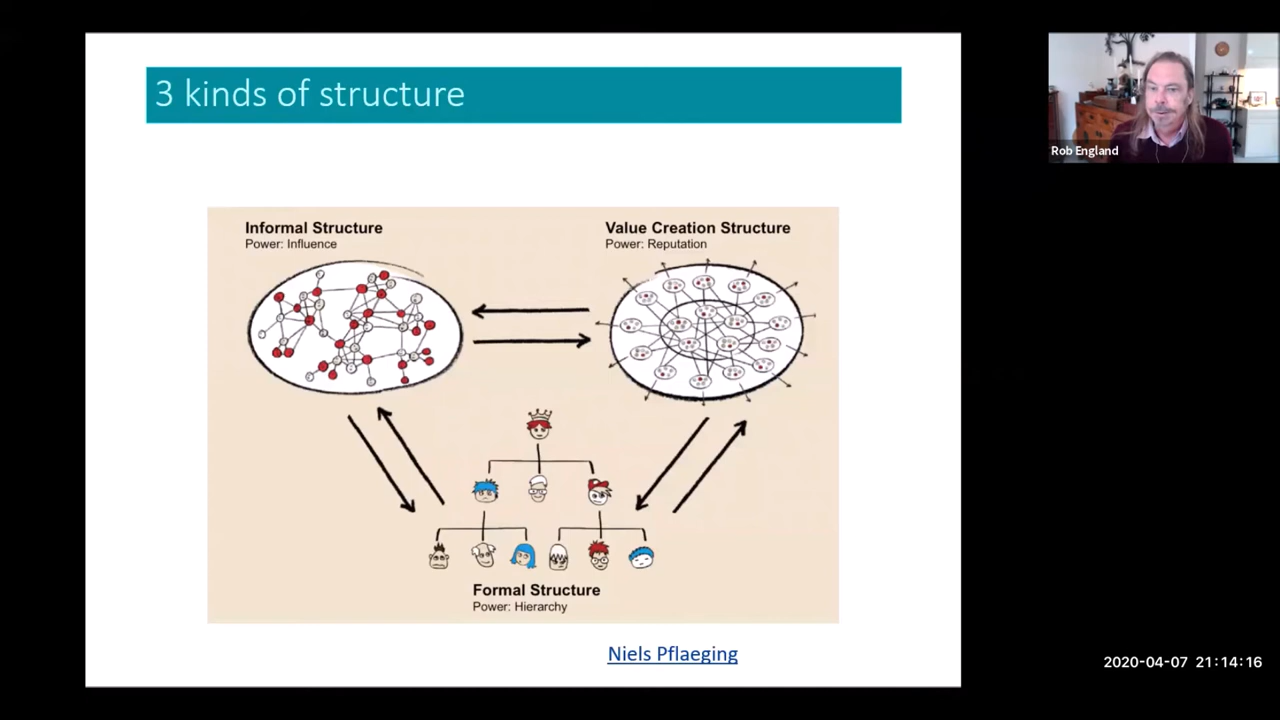 3 kinds of structure
Rob England
Informal Structure
Power: Influence
Value Creation Structure
Power: Reputation
Formal Structure
Power: Hierarchy
Niels Pflaeging
2020-04-07 21:14:16